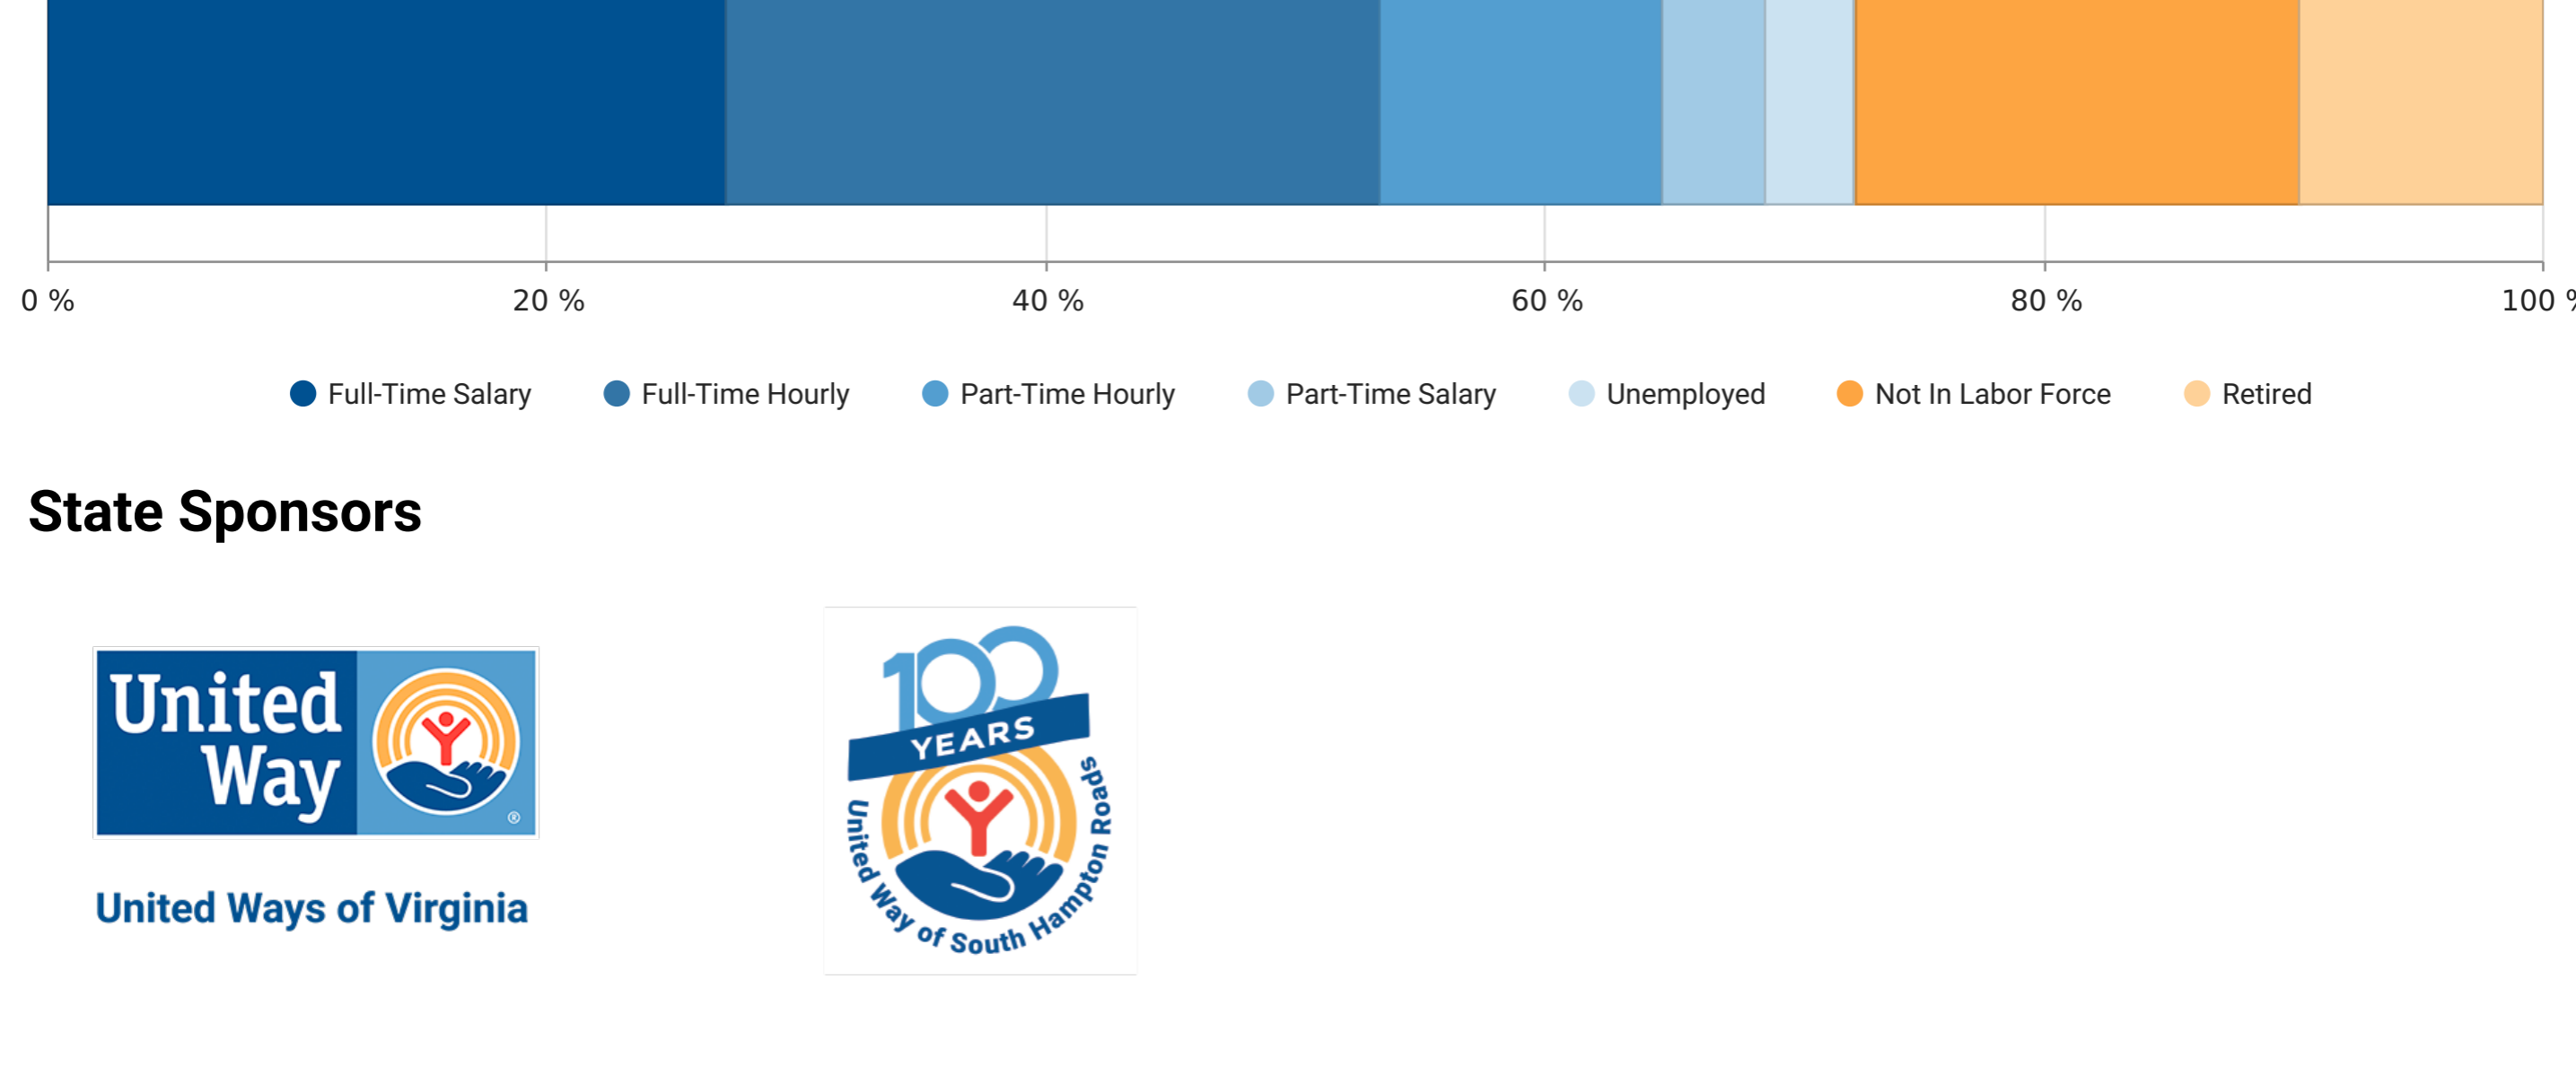 0 % 20 % 40 % 60 % 80 % 100 %
Full-Time Salary Full-Time Hourly Part-Time Hourly Part-Time Salary Unemployed Not In Labor Force Retired
State Sponsors
United
Way
®
United Ways of Virginia
100
YEARS
United Way of South Hampton Roads